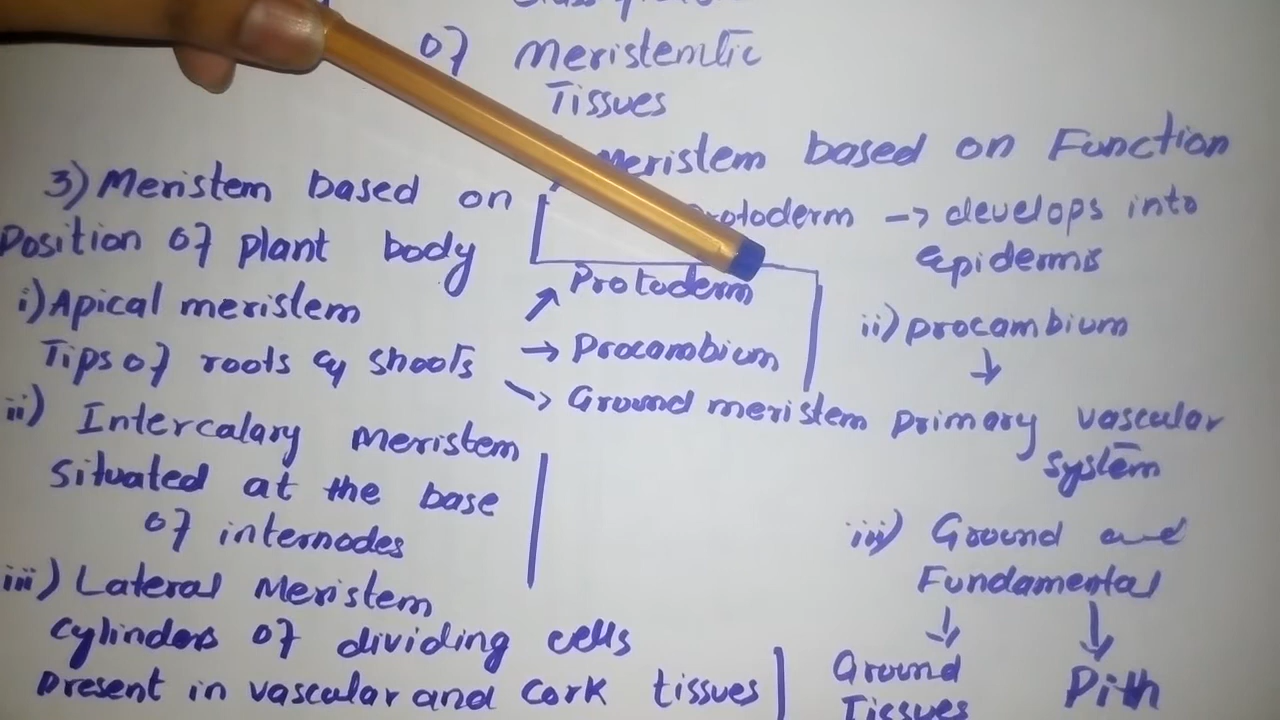 of Meristemtic
Tissues
3) Meristem based on
Position of plant body
i) Apical meristem
Tips of roots & shoots
→ Protoderm
→ Procambium
→ Ground meristem
ii) Intercalary Meristem
Situated at the base
of internodes
iii) Lateral Meristem
Cylinders of dividing cells
Present in vascular and Cork tissues
Meristem based on Function
Protoderm → develops into
epidermis
ii) procambium
↓
primary vascular
system
iii) Ground and
Fundamental
↓ ↓
Ground Pith
Tissues